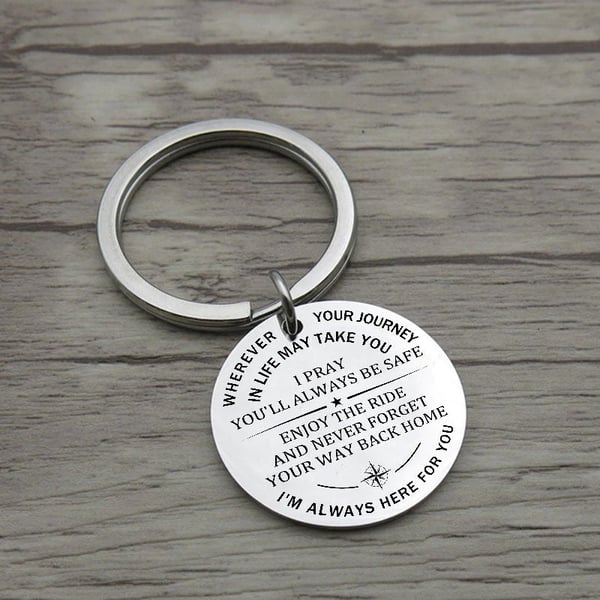 WHEREVER YOUR JOURNEY
IN LIFE MAY TAKE YOU
I PRAY
YOU'LL ALWAYS BE SAFE
ENJOY THE RIDE
AND NEVER FORGET
YOUR WAY BACK HOME
I'M ALWAYS HERE FOR YOU